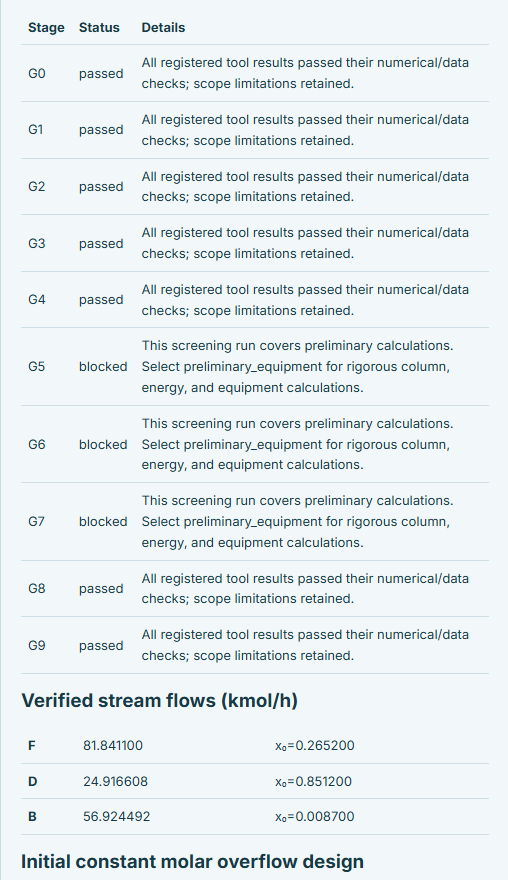 Stage Status Details
G0 passed All registered tool results passed their numerical/data
checks; scope limitations retained.
G1 passed All registered tool results passed their numerical/data
checks; scope limitations retained.
G2 passed All registered tool results passed their numerical/data
checks; scope limitations retained.
G3 passed All registered tool results passed their numerical/data
checks; scope limitations retained.
G4 passed All registered tool results passed their numerical/data
checks; scope limitations retained.
G5 blocked This screening run covers preliminary calculations.
Select preliminary_equipment for rigorous column,
energy, and equipment calculations.
G6 blocked This screening run covers preliminary calculations.
Select preliminary_equipment for rigorous column,
energy, and equipment calculations.
G7 blocked This screening run covers preliminary calculations.
Select preliminary_equipment for rigorous column,
energy, and equipment calculations.
G8 passed All registered tool results passed their numerical/data
checks; scope limitations retained.
G9 passed All registered tool results passed their numerical/data
checks; scope limitations retained.
Verified stream flows (kmol/h)
F 81.841100 xₒ=0.265200
D 24.916608 xₒ=0.851200
B 56.924492 xₒ=0.008700
Initial constant molar overflow design